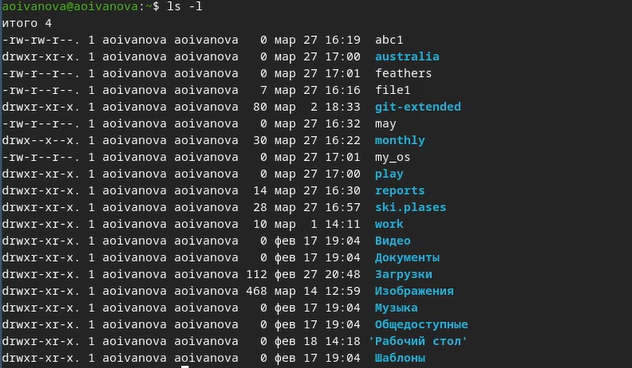 aoivanova@aoivanova:~$ ls -l
итого 4
-rw-rw-r--. 1 aoivanova aoivanova   0 мар 27 16:19  abc1
drwxr-xr-x. 1 aoivanova aoivanova   0 мар 27 17:00  australia
-rw-r--r--. 1 aoivanova aoivanova   0 мар 27 17:01  feathers
-rw-r--r--. 1 aoivanova aoivanova   7 мар 27 16:16  file1
drwxr-xr-x. 1 aoivanova aoivanova  80 мар  2 18:33  git-extended
-rw-r--r--. 1 aoivanova aoivanova   0 мар 27 16:32  may
drwx--x--x. 1 aoivanova aoivanova  30 мар 27 16:22  monthly
-rw-r--r--. 1 aoivanova aoivanova   0 мар 27 17:01  my_os
drwxr-xr-x. 1 aoivanova aoivanova   0 мар 27 17:00  play
drwxr-xr-x. 1 aoivanova aoivanova  14 мар 27 16:30  reports
drwxr-xr-x. 1 aoivanova aoivanova  28 мар 27 16:57  ski.plases
drwxr-xr-x. 1 aoivanova aoivanova  10 мар  1 14:11  work
drwxr-xr-x. 1 aoivanova aoivanova   0 фев 17 19:04  Видео
drwxr-xr-x. 1 aoivanova aoivanova   0 фев 17 19:04  Документы
drwxr-xr-x. 1 aoivanova aoivanova 112 фев 27 20:48  Загрузки
drwxr-xr-x. 1 aoivanova aoivanova 468 мар 14 12:59  Изображения
drwxr-xr-x. 1 aoivanova aoivanova   0 фев 17 19:04  Музыка
drwxr-xr-x. 1 aoivanova aoivanova   0 фев 17 19:04  Общедоступные
drwxr-xr-x. 1 aoivanova aoivanova   0 фев 18 14:18 'Рабочий стол'
drwxr-xr-x. 1 aoivanova aoivanova   0 фев 17 19:04  Шаблоны